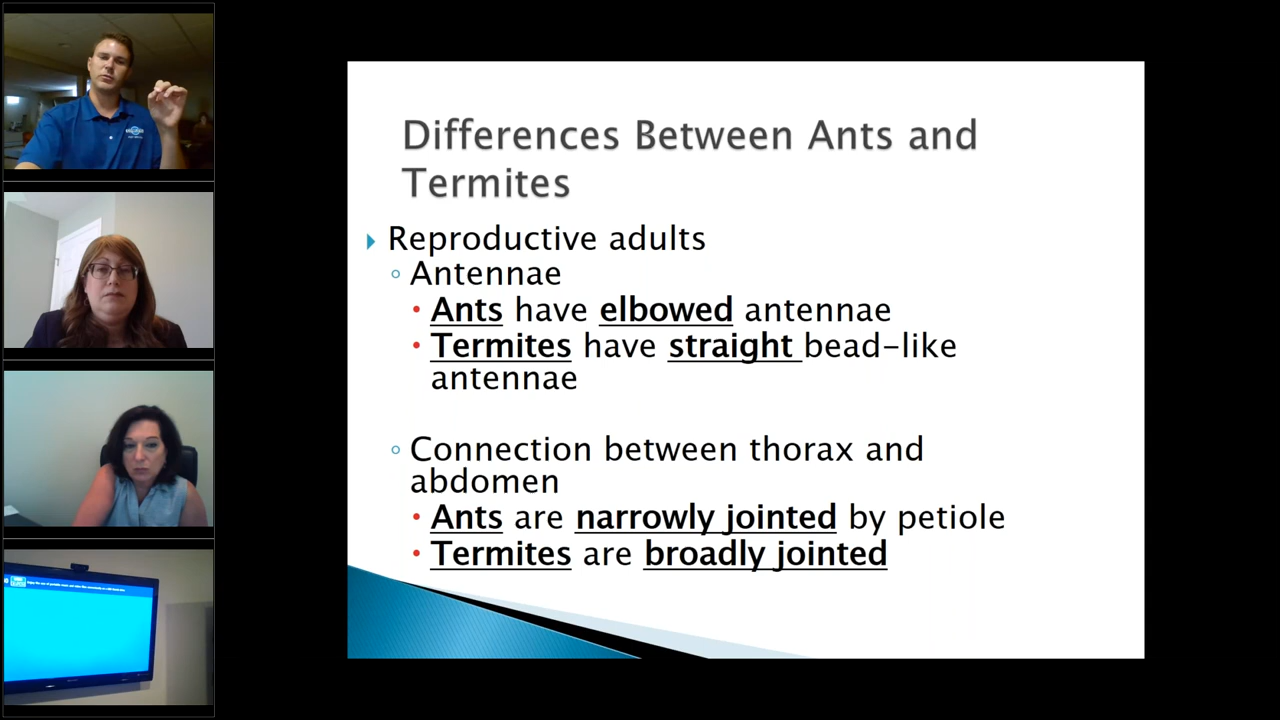 Differences Between Ants and
Termites
Reproductive adults
Antennae
Ants have elbowed antennae
Termites have straight bead-like
antennae
Connection between thorax and
abdomen
Ants are narrowly jointed by petiole
Termites are broadly jointed